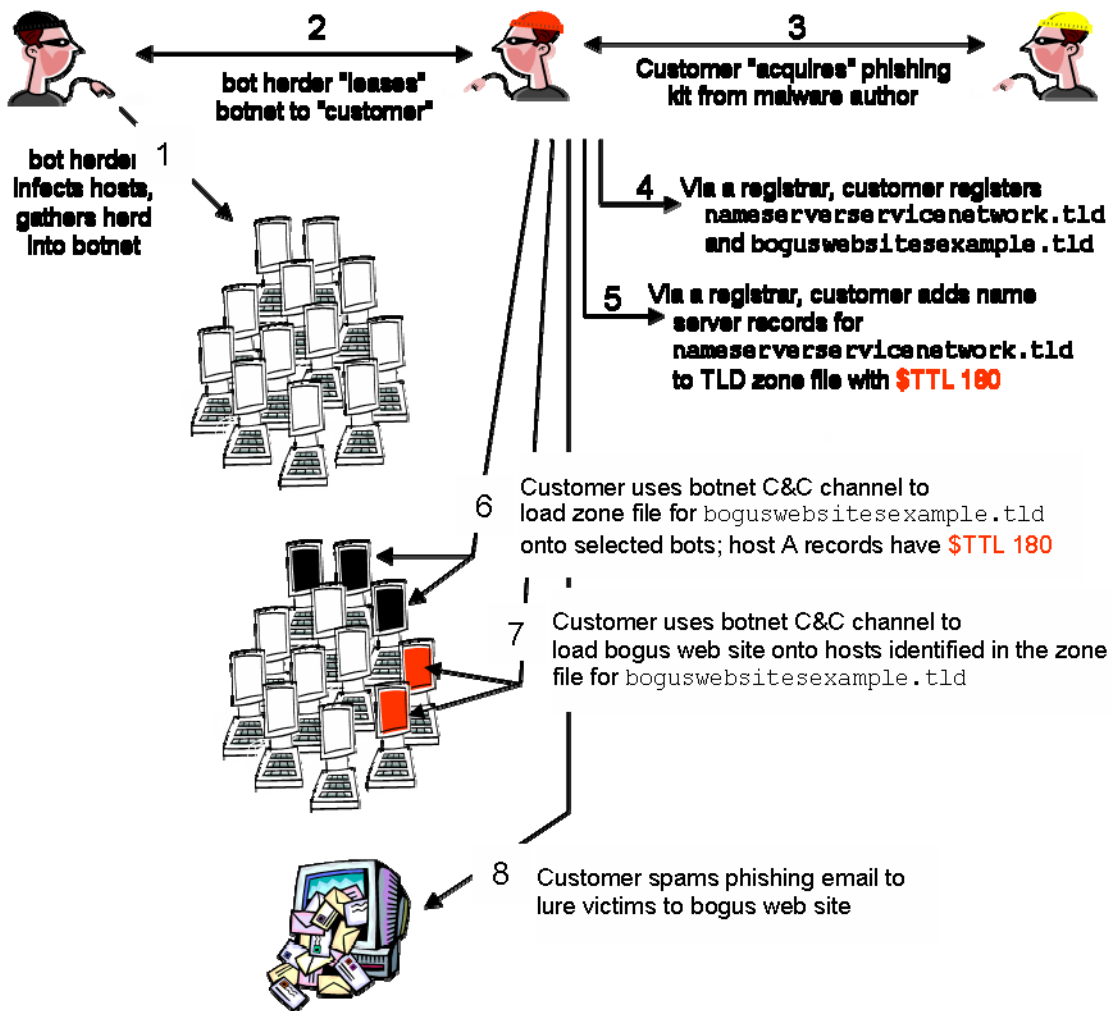 2
bot herder "leases"
botnet to "customer"
3
Customer "acquires" phishing
kit from malware author
1
bot herder
infects hosts,
gathers herd
into botnet
4
Via a registrar, customer registers
nameserverservicenetwork.tld
and boguswebsitesexample.tld
5
Via a registrar, customer adds name
server records for
nameserverservicenetwork.tld
to TLD zone file with $TTL 180
6
Customer uses botnet C&C channel to
load zone file for boguswebsitesexample.tld
onto selected bots; host A records have $TTL 180
7
Customer uses botnet C&C channel to
load bogus web site onto hosts identified in the zone
file for boguswebsitesexample.tld
8
Customer spams phishing email to
lure victims to bogus web site